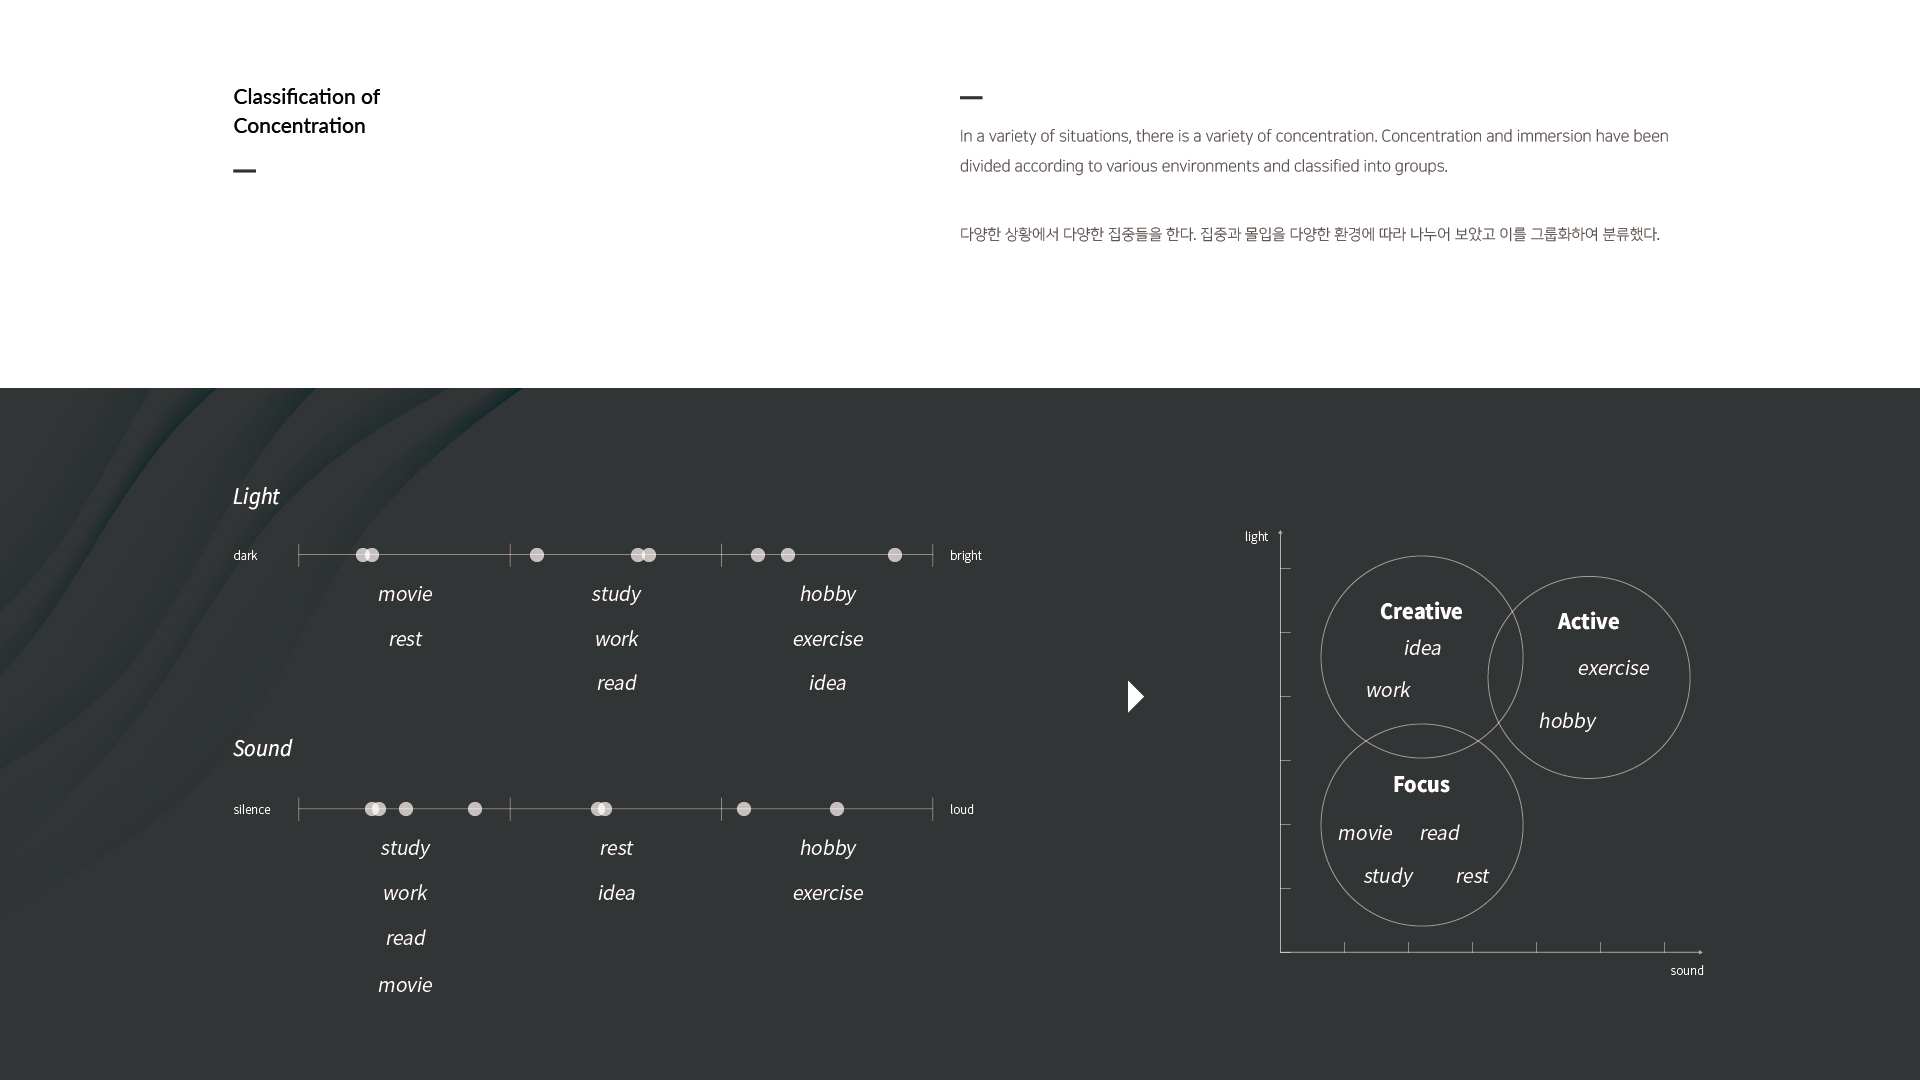 Classification of
Concentration
In a variety of situations, there is a variety of concentration. Concentration and immersion have been
divided according to various environments and classified into groups.
다양한 상황에서 다양한 집중들을 한다. 집중과 몰입을 다양한 환경에 따라 나누어 보았고 이를 그룹화하여 분류했다.
Light
dark
bright
movie
study
hobby
rest
work
exercise
read
idea
Sound
silence
loud
study
rest
hobby
work
idea
exercise
read
movie
light
Creative
idea
work
Active
exercise
hobby
Focus
movie read
study rest
sound